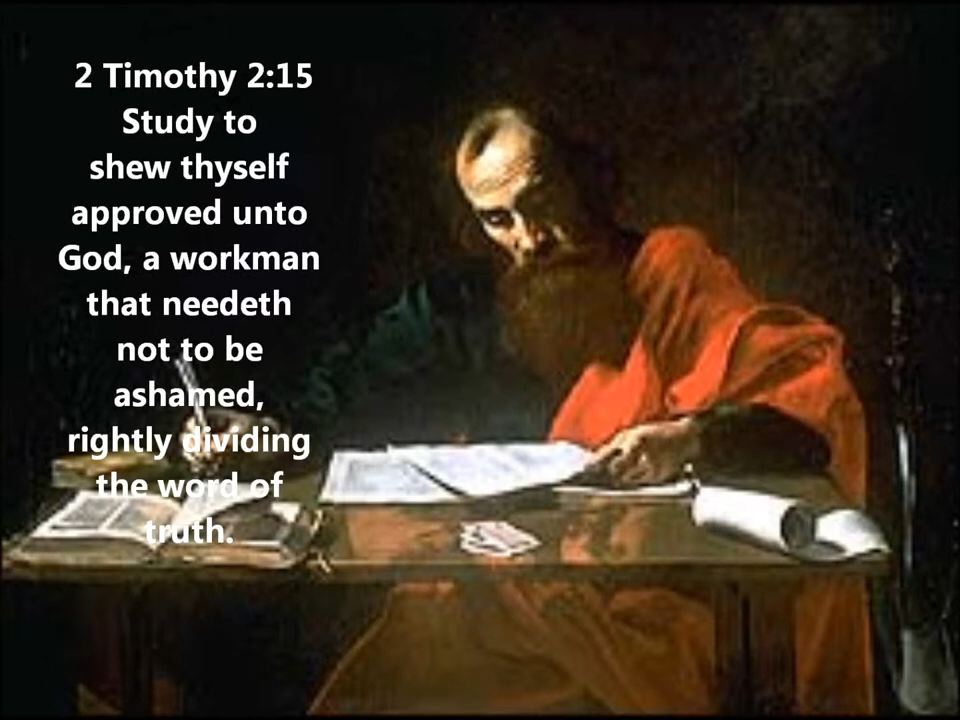 2 Timothy 2:15
Study to
shew thyself
approved unto
God, a workman
that needeth
not to be
ashamed,
rightly dividing
the word of
truth.